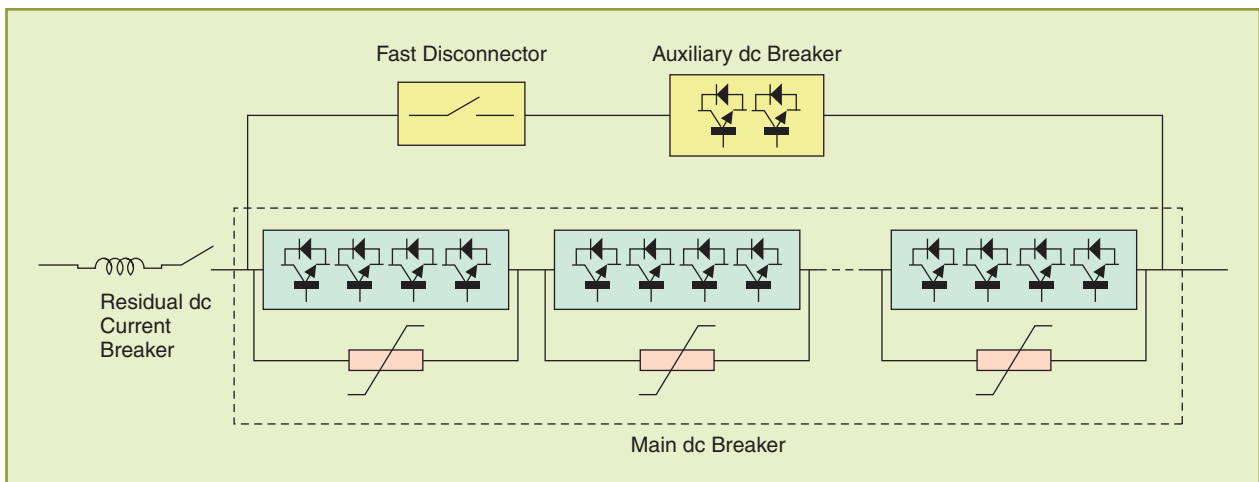 Fast Disconnector
Auxiliary dc Breaker
Residual dc
Current
Breaker
Main dc Breaker